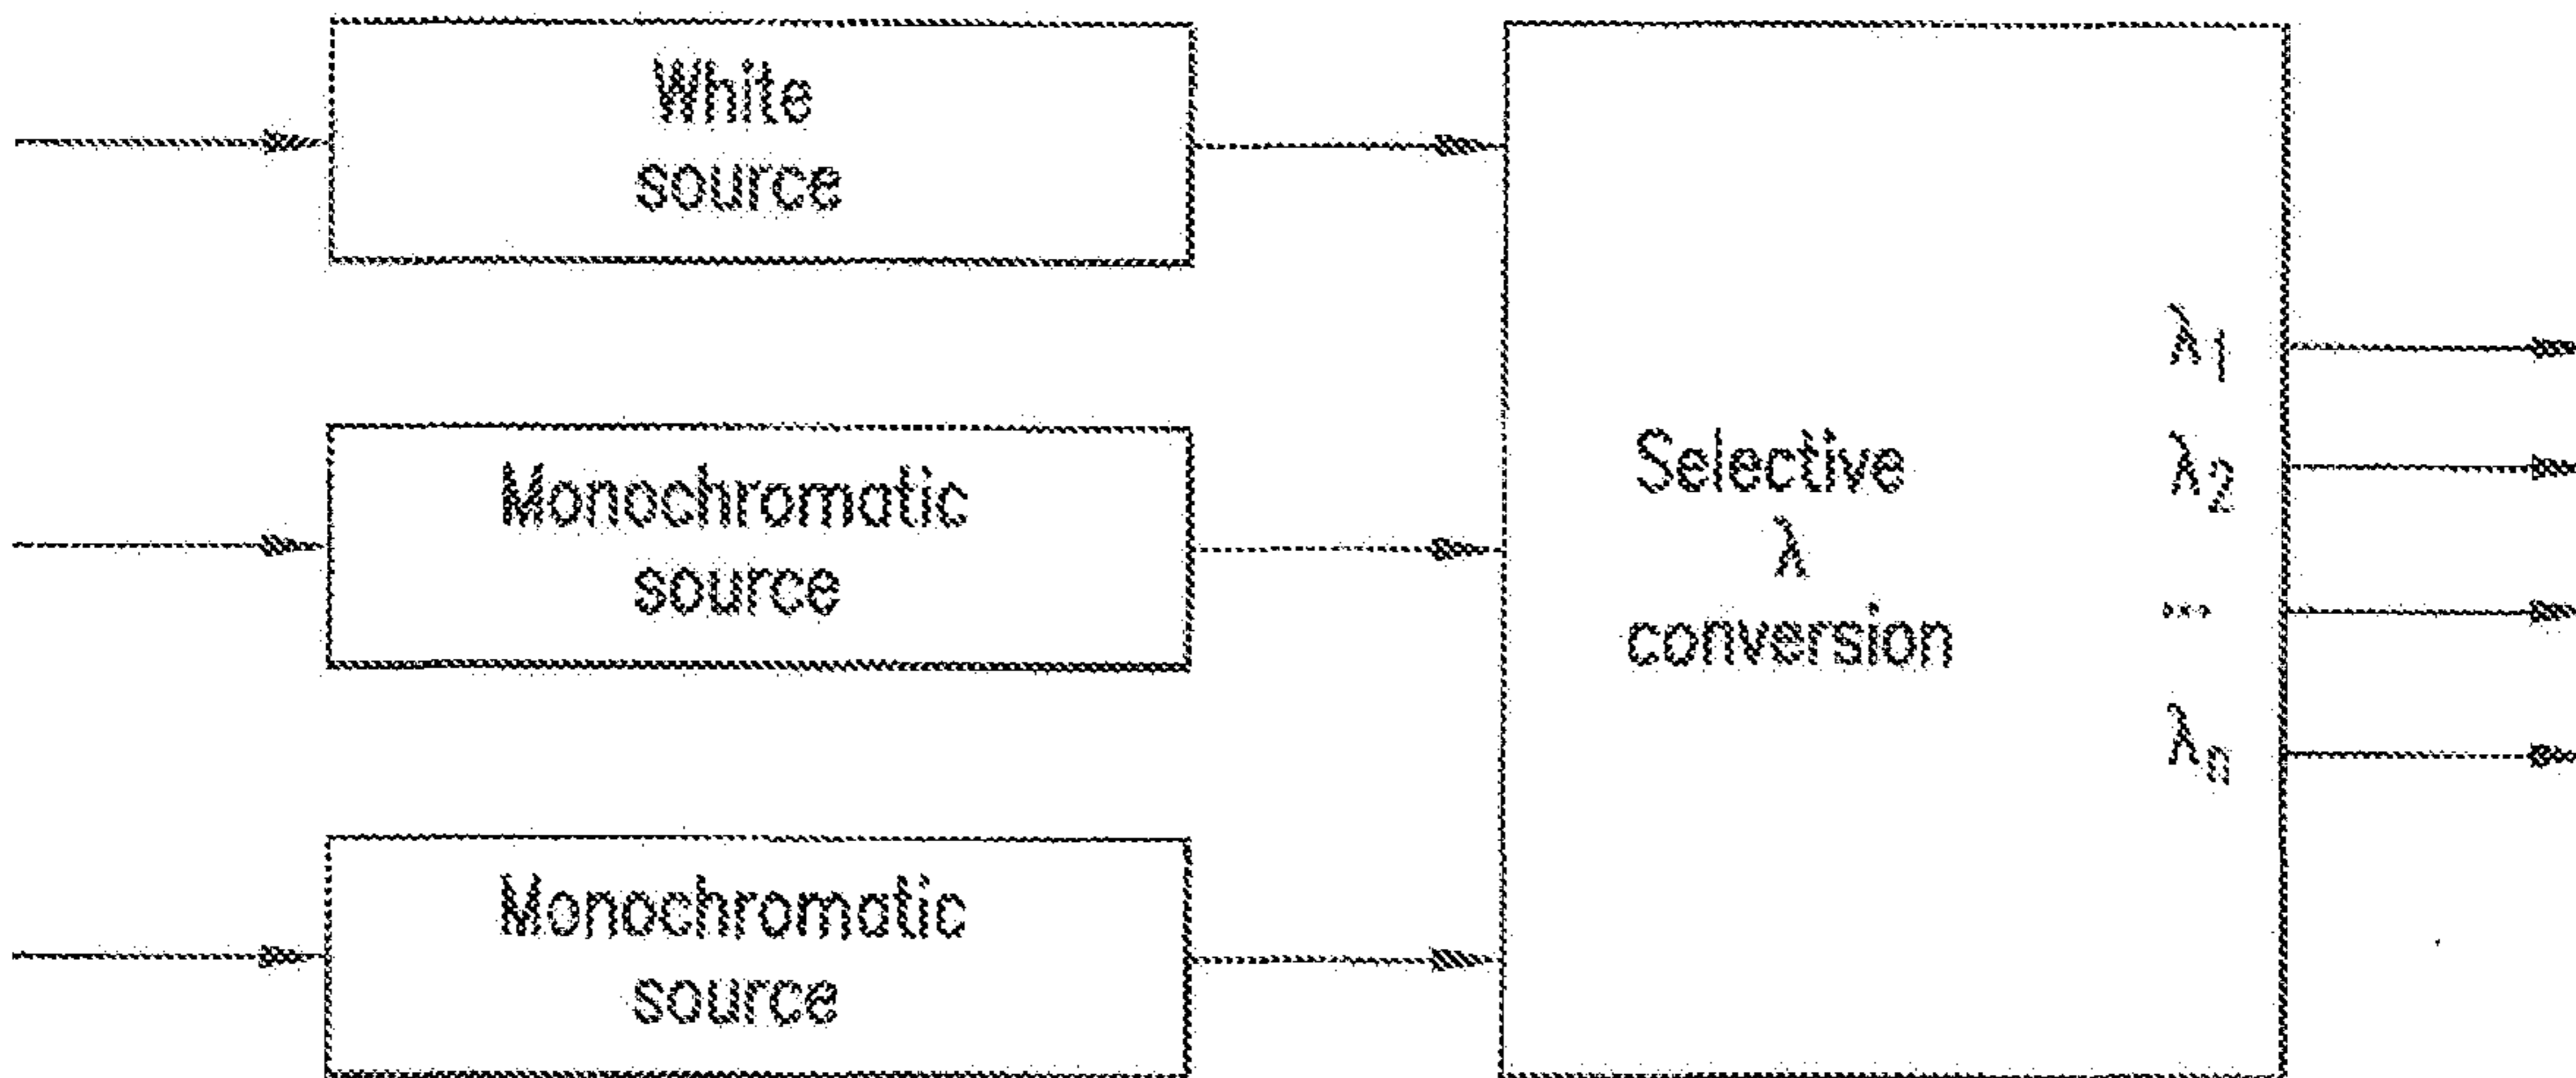 White
source
Monochromatic
source
Monochromatic
source
Selective
λ
conversion
λ1
λ2
...
λn